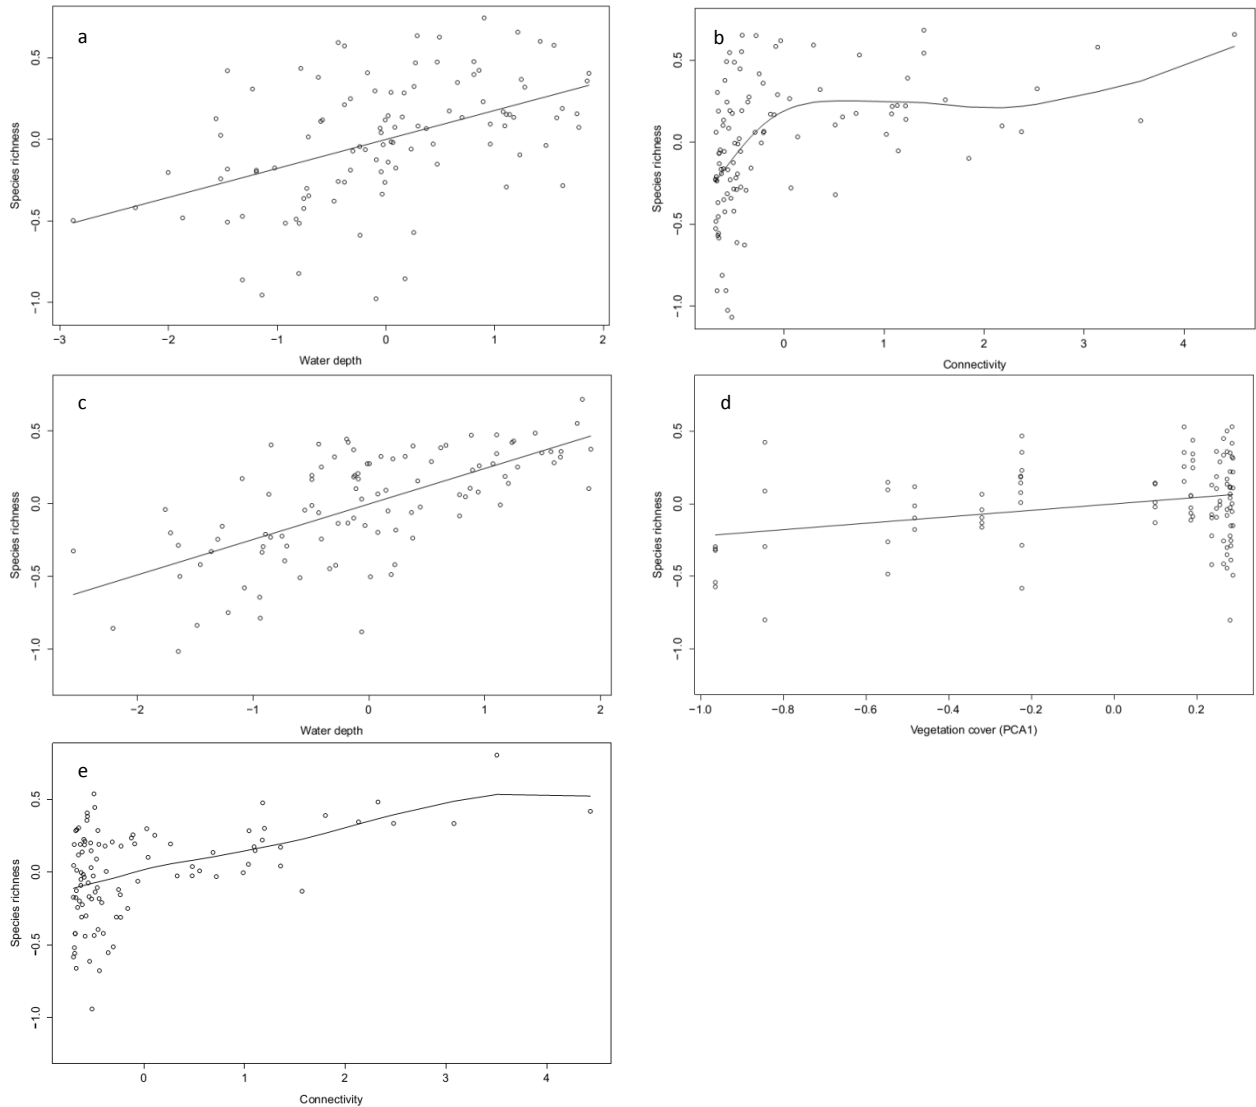 a
Species richness
0.5
0.0
−0.5
−1.0
−3 −2 −1 0 1 2
Water depth
b
Species richness
0.5
0.0
−0.5
−1.0
0 1 2 3 4
Connectivity
c
Species richness
0.5
0.0
−0.5
−1.0
−2 −1 0 1 2
Water depth
d
Species richness
0.5
0.0
−0.5
−1.0
−1.0 −0.8 −0.6 −0.4 −0.2 0.0 0.2
Vegetation cover (PCA1)
e
Species richness
0.5
0.0
−0.5
−1.0
0 1 2 3 4
Connectivity